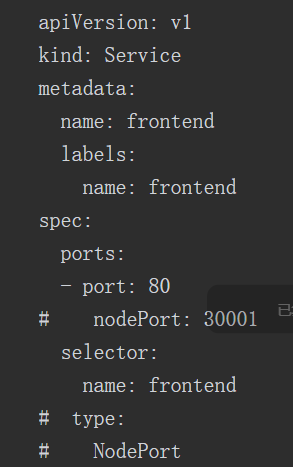 apiVersion: v1
kind: Service
metadata:
  name: frontend
  labels:
    name: frontend
spec:
  ports:
  - port: 80
#    nodePort: 30001
  selector:
    name: frontend
#  type:
#    NodePort